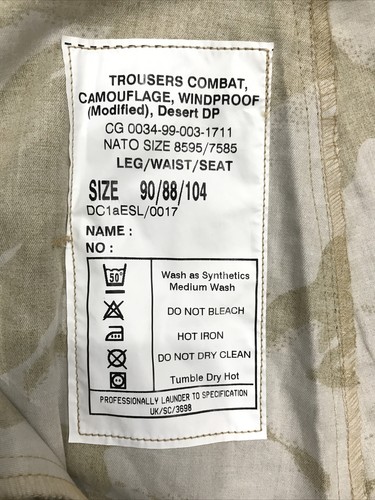 TROUSERS COMBAT,
CAMOUFLAGE, WINDPROOF
(Modified), Desert DP
CG 0034-99-003-1711
NATO SIZE 8595/7585
LEG/WAIST/SEAT
SIZE 90/88/104
DC1aESL/0017
NAME :
NO :
50°
Wash as Synthetics
Medium Wash
DO NOT BLEACH
HOT IRON
DO NOT DRY CLEAN
Tumble Dry Hot
PROFESSIONALLY LAUNDER TO SPECIFICATION
UK/SC/3698